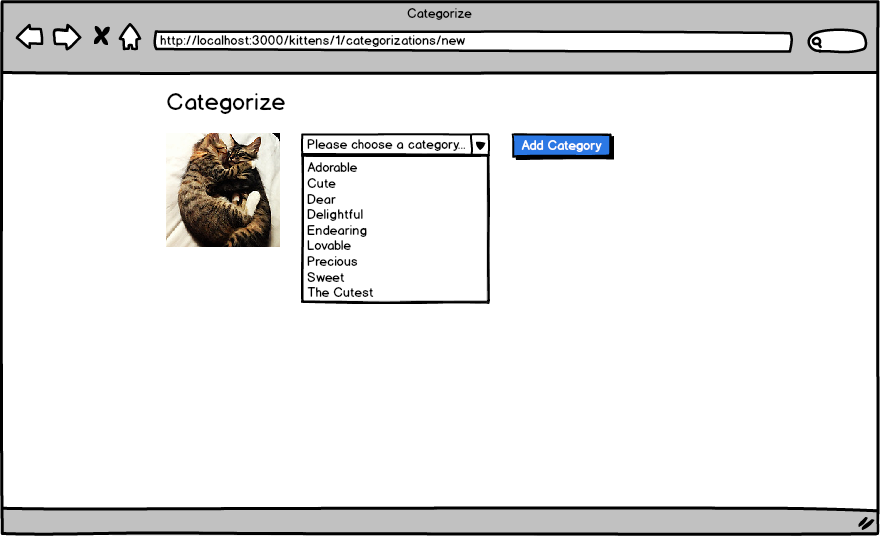 Categorize
http://localhost:3000/kittens/1/categorizations/new
Categorize
Please choose a category...
Add Category
Adorable
Cute
Dear
Delightful
Endearing
Lovable
Precious
Sweet
The Cutest